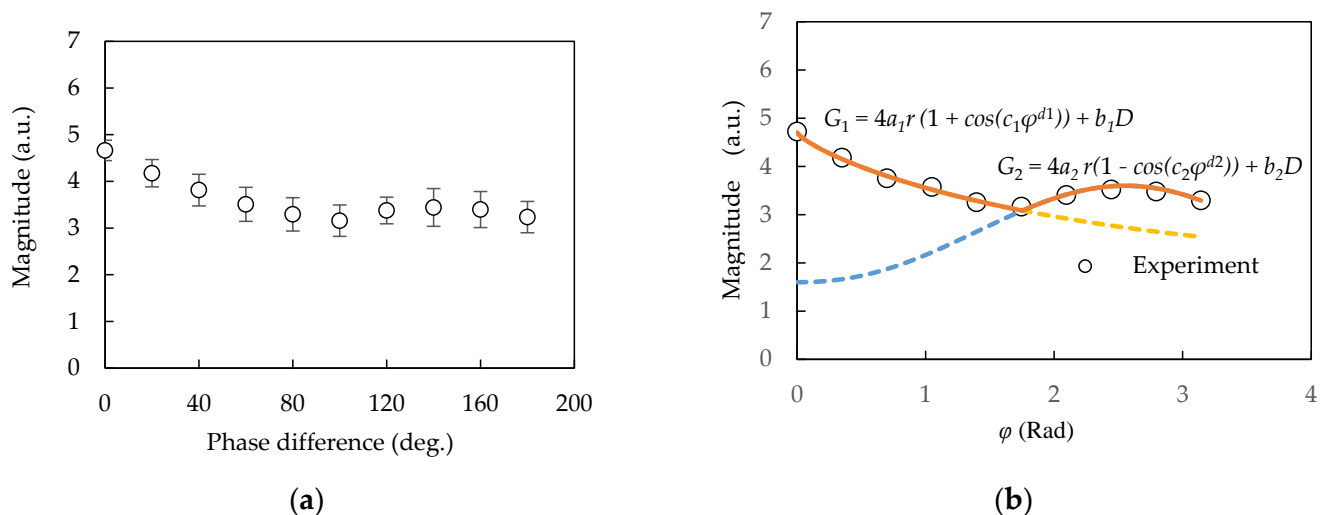 7
6
5
4
3
2
1
0
Magnitude (a.u.)
0 40 80 120 160 200
Phase difference (deg.)
(a)
7
6
5
4
3
2
1
0
Magnitude (a.u.)
G₁ = 4a₁r (1 + cos(c₁φᵈ¹)) + b₁D
G₂ = 4a₂ r(1 - cos(c₂φᵈ²)) + b₂D
Experiment
0 1 2 3 4
φ (Rad)
(b)